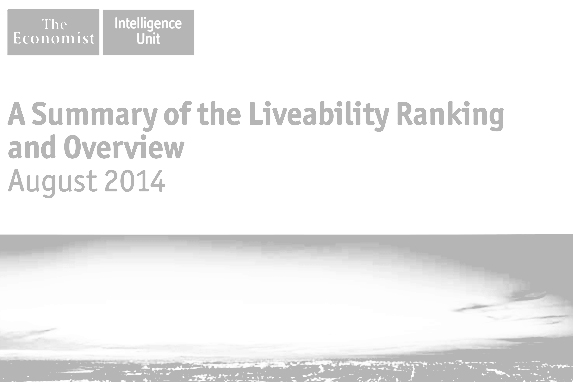 The
Economist
Intelligence
Unit
A Summary of the Liveability Ranking
and Overview
August 2014